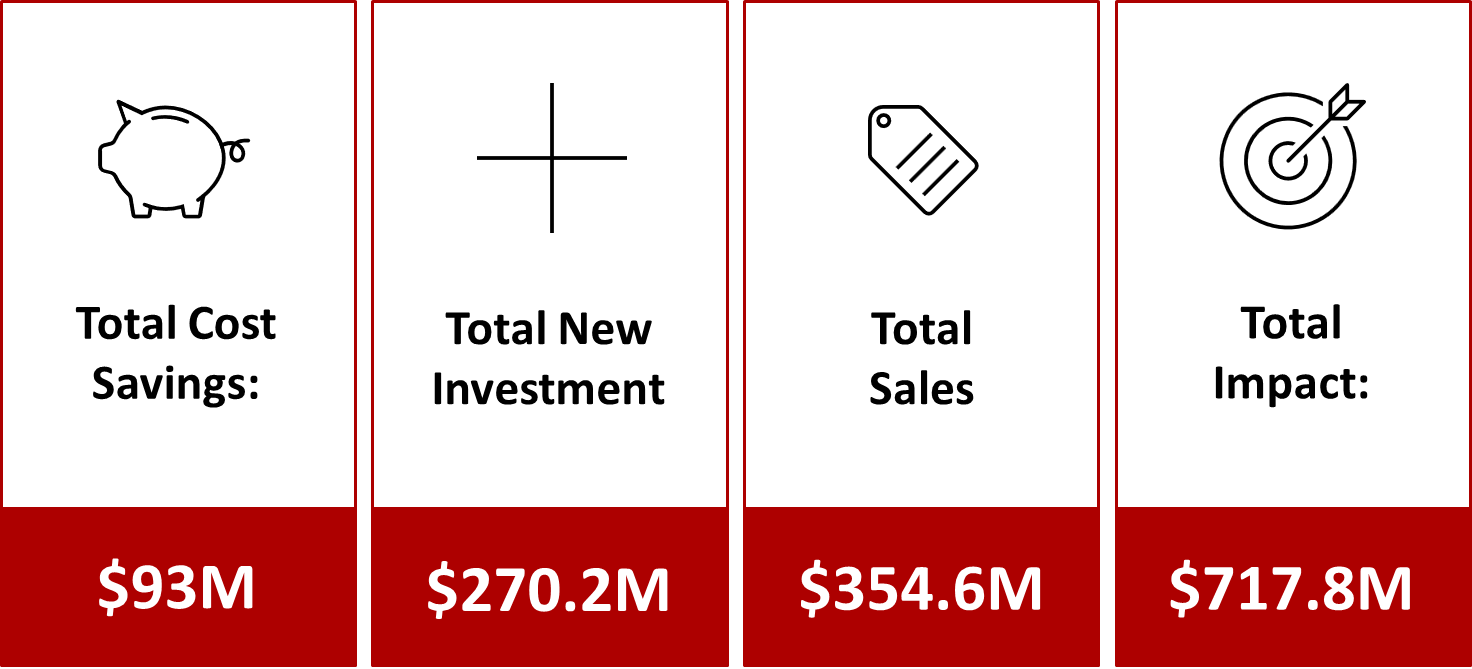 Total Cost
Savings:
$93M
Total New
Investment
$270.2M
Total
Sales
$354.6M
Total
Impact:
$717.8M